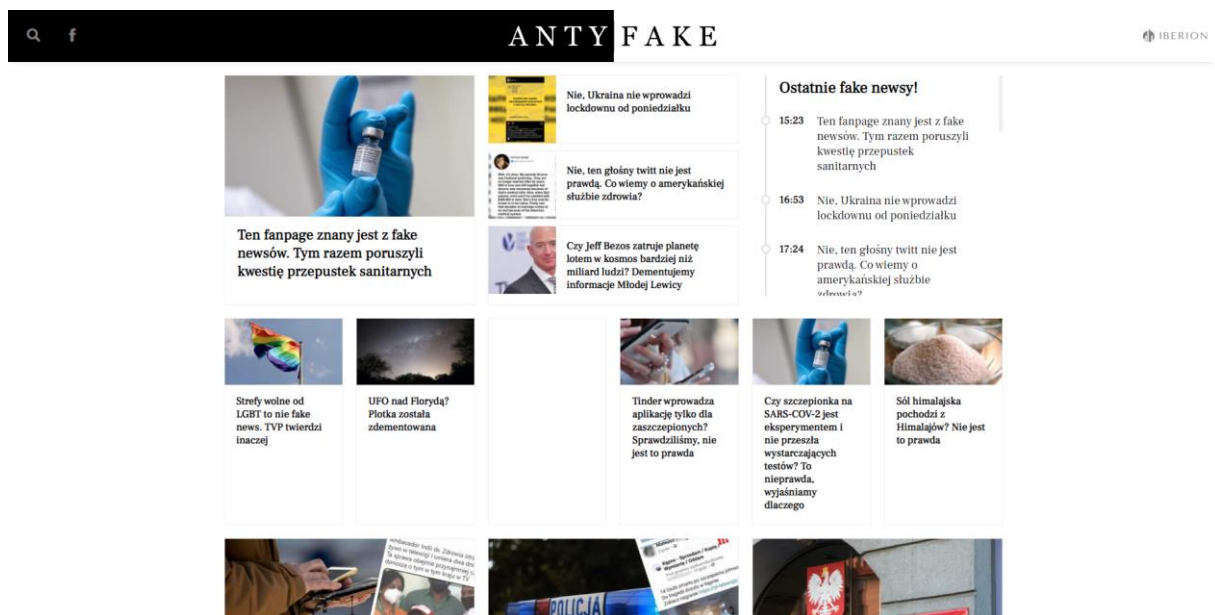 ANTY FAKE
IBERION
Ten fanpage znany jest z fake
newsów. Tym razem poruszyli
kwestię przepustek sanitarnych
Nie, Ukraina nie wprowadzi
lockdownu od poniedziałku
Nie, ten głośny twitt nie jest
prawdą. Co wiemy o amerykańskiej
służbie zdrowia?
Czy Jeff Bezos zatruje planetę
lotem w kosmos bardziej niż
miliard ludzi? Dementujemy
informacje Młodej Lewicy
Ostatnie fake newsy!
15:23 Ten fanpage znany jest z fake
newsów. Tym razem poruszyli
kwestię przepustek
sanitarnych
16:53 Nie, Ukraina nie wprowadzi
lockdownu od poniedziałku
17:24 Nie, ten głośny twitt nie jest
prawdą. Co wiemy o
amerykańskiej służbie
zdrowia?
Strefy wolne od
LGBT to nie fake
news. TVP twierdzi
inaczej
UFO nad Florydą?
Plotka została
zdementowana
Tinder wprowadza
aplikację tylko dla
zaszczepionych?
Sprawdziliśmy, nie
jest to prawda
Czy szczepionka na
SARS-COV-2 jest
eksperymentem i
nie przeszła
wystarczających
testów? To
nieprawda,
wyjaśniamy
dlaczego
Sól himalajska
pochodzi z
Himalajów? Nie jest
to prawda
POLICJA